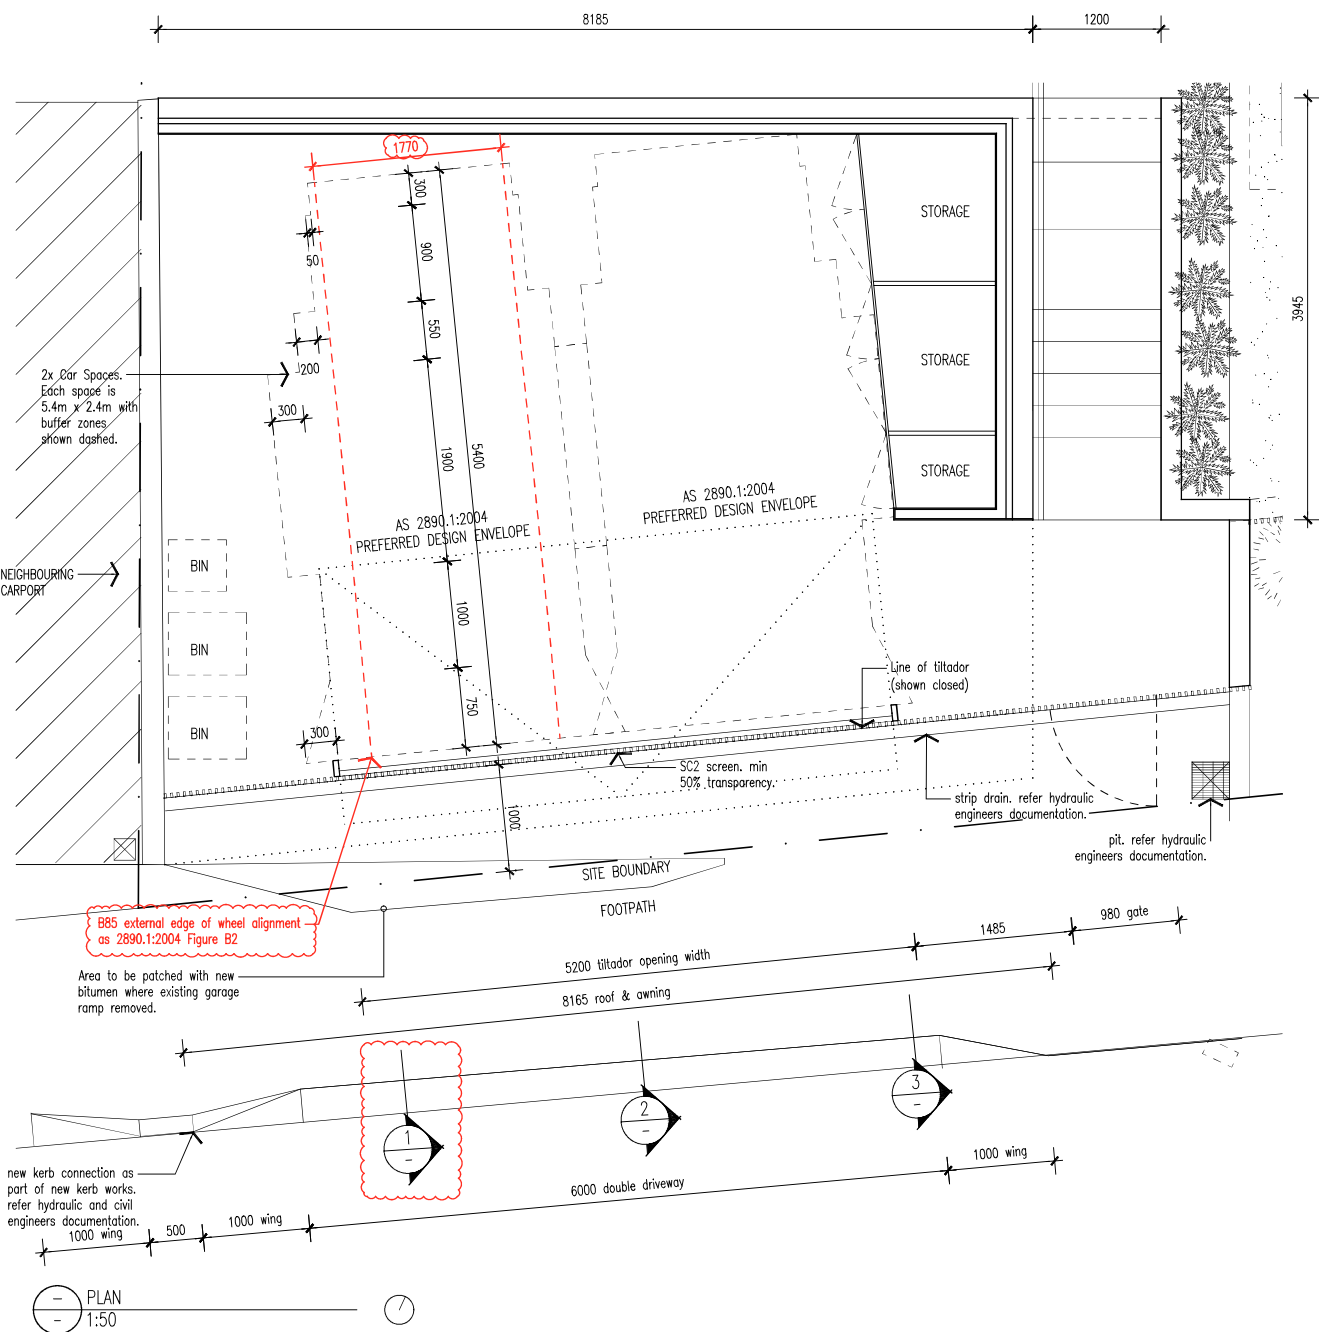 8185
1200
1770
300
50
900
550
200
300
1900
5400
1000
750
300
1000
3945
STORAGE
STORAGE
STORAGE
2x Car Spaces.
Each space is
5.4m x 2.4m with
buffer zones
shown dashed.
AS 2890.1:2004
PREFERRED DESIGN ENVELOPE
AS 2890.1:2004
PREFERRED DESIGN ENVELOPE
NEIGHBOURING
CARPORT
BIN
BIN
BIN
Line of tiltador
(shown closed)
SC2 screen. min
50% transparency.
strip drain. refer hydraulic
engineers documentation.
pit. refer hydraulic
engineers documentation.
SITE BOUNDARY
FOOTPATH
B85 external edge of wheel alignment
as 2890.1:2004 Figure B2
Area to be patched with new
bitumen where existing garage
ramp removed.
5200 tiltador opening width
1485
980 gate
8165 roof & awning
1
-
2
-
3
-
new kerb connection as
part of new kerb works.
refer hydraulic and civil
engineers documentation.
1000 wing
500
1000 wing
6000 double driveway
1000 wing
-
-
PLAN
1:50